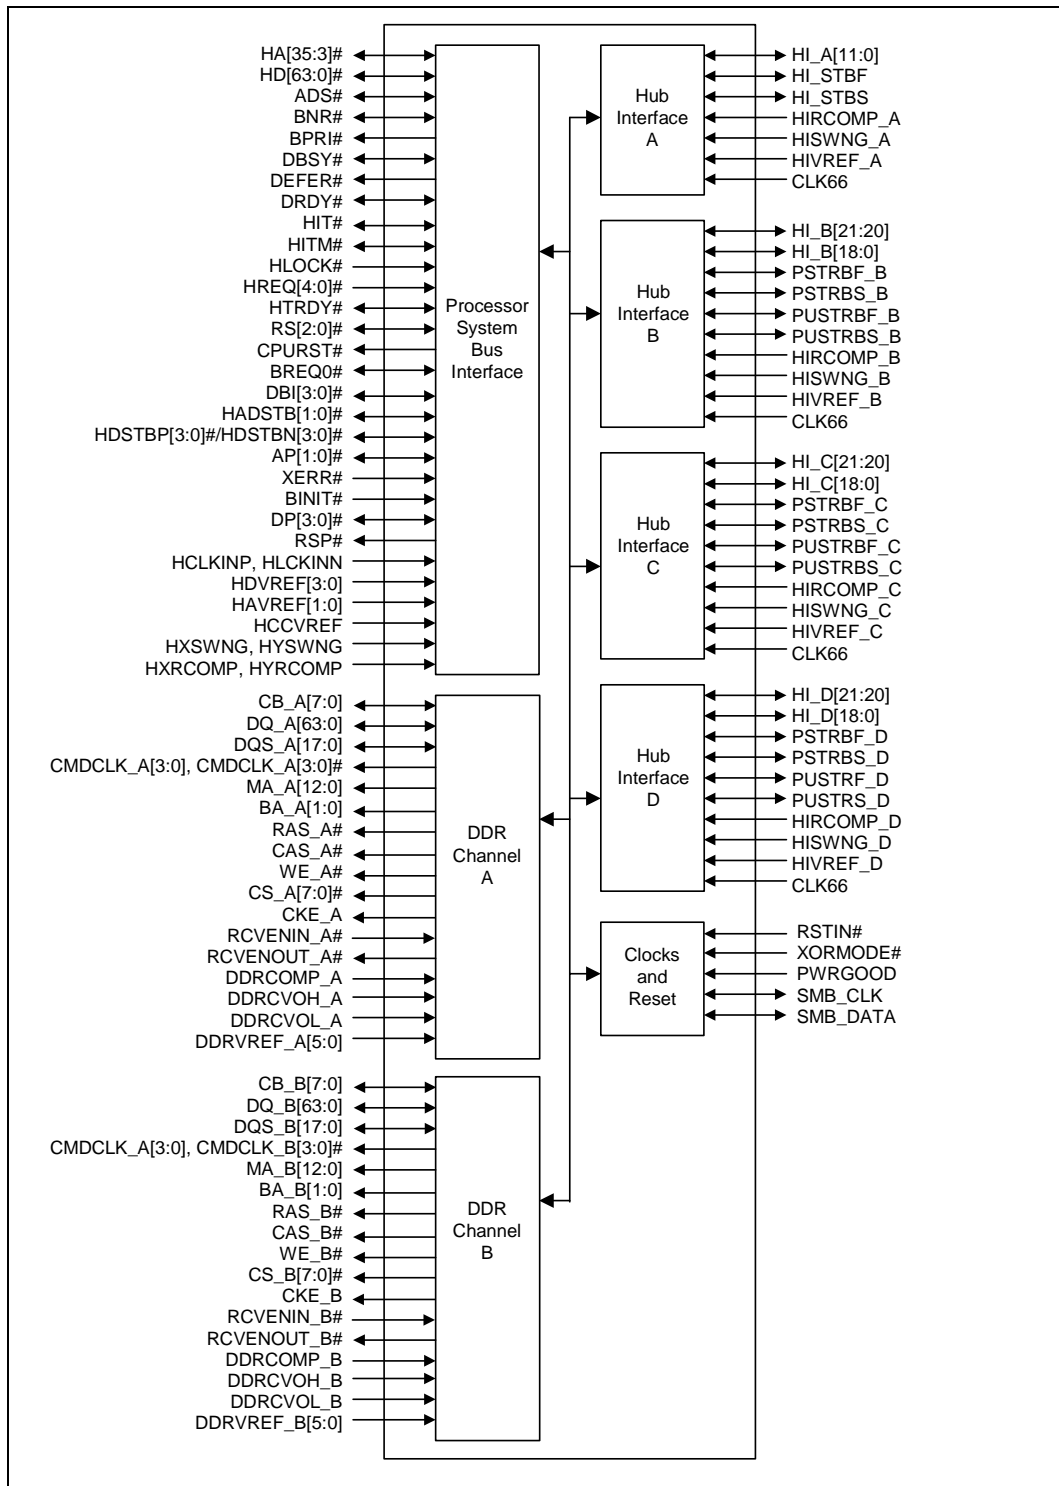 HA[35:3]#
HD[63:0]#
ADS#
BNR#
BPRI#
DBSY#
DEFER#
DRDY#
HIT#
HITM#
HLOCK#
HREQ[4:0]#
HTRDY#
RS[2:0]#
CPURST#
BREQ0#
DBI[3:0]#
HADSTB[1:0]#
HDSTBP[3:0]#/HDSTBN[3:0]#
AP[1:0]#
XERR#
BINIT#
DP[3:0]#
RSP#
HCLKINP, HLCKINN
HDVREF[3:0]
HAVREF[1:0]
HCCVREF
HXSWNG, HYSWNG
HXRCOMP, HYRCOMP
Processor
System
Bus
Interface
CB_A[7:0]
DQ_A[63:0]
DQS_A[17:0]
CMDCLK_A[3:0], CMDCLK_A[3:0]#
MA_A[12:0]
BA_A[1:0]
RAS_A#
CAS_A#
WE_A#
CS_A[7:0]#
CKE_A
RCVENIN_A#
RCVENOUT_A#
DDRCOMP_A
DDRCVOH_A
DDRCVOL_A
DDRVREF_A[5:0]
DDR
Channel
A
CB_B[7:0]
DQ_B[63:0]
DQS_B[17:0]
CMDCLK_A[3:0], CMDCLK_B[3:0]#
MA_B[12:0]
BA_B[1:0]
RAS_B#
CAS_B#
WE_B#
CS_B[7:0]#
CKE_B
RCVENIN_B#
RCVENOUT_B#
DDRCOMP_B
DDRCVOH_B
DDRCVOL_B
DDRVREF_B[5:0]
DDR
Channel
B
Hub
Interface
A
HI_A[11:0]
HI_STBF
HI_STBS
HIRCOMP_A
HISWNG_A
HIVREF_A
CLK66
Hub
Interface
B
HI_B[21:20]
HI_B[18:0]
PSTRBF_B
PSTRBS_B
PUSTRBF_B
PUSTRBS_B
HIRCOMP_B
HISWNG_B
HIVREF_B
CLK66
Hub
Interface
C
HI_C[21:20]
HI_C[18:0]
PSTRBF_C
PSTRBS_C
PUSTRBF_C
PUSTRBS_C
HIRCOMP_C
HISWNG_C
HIVREF_C
CLK66
Hub
Interface
D
HI_D[21:20]
HI_D[18:0]
PSTRBF_D
PSTRBS_D
PUSTRF_D
PUSTRS_D
HIRCOMP_D
HISWNG_D
HIVREF_D
CLK66
Clocks
and
Reset
RSTIN#
XORMODE#
PWRGOOD
SMB_CLK
SMB_DATA